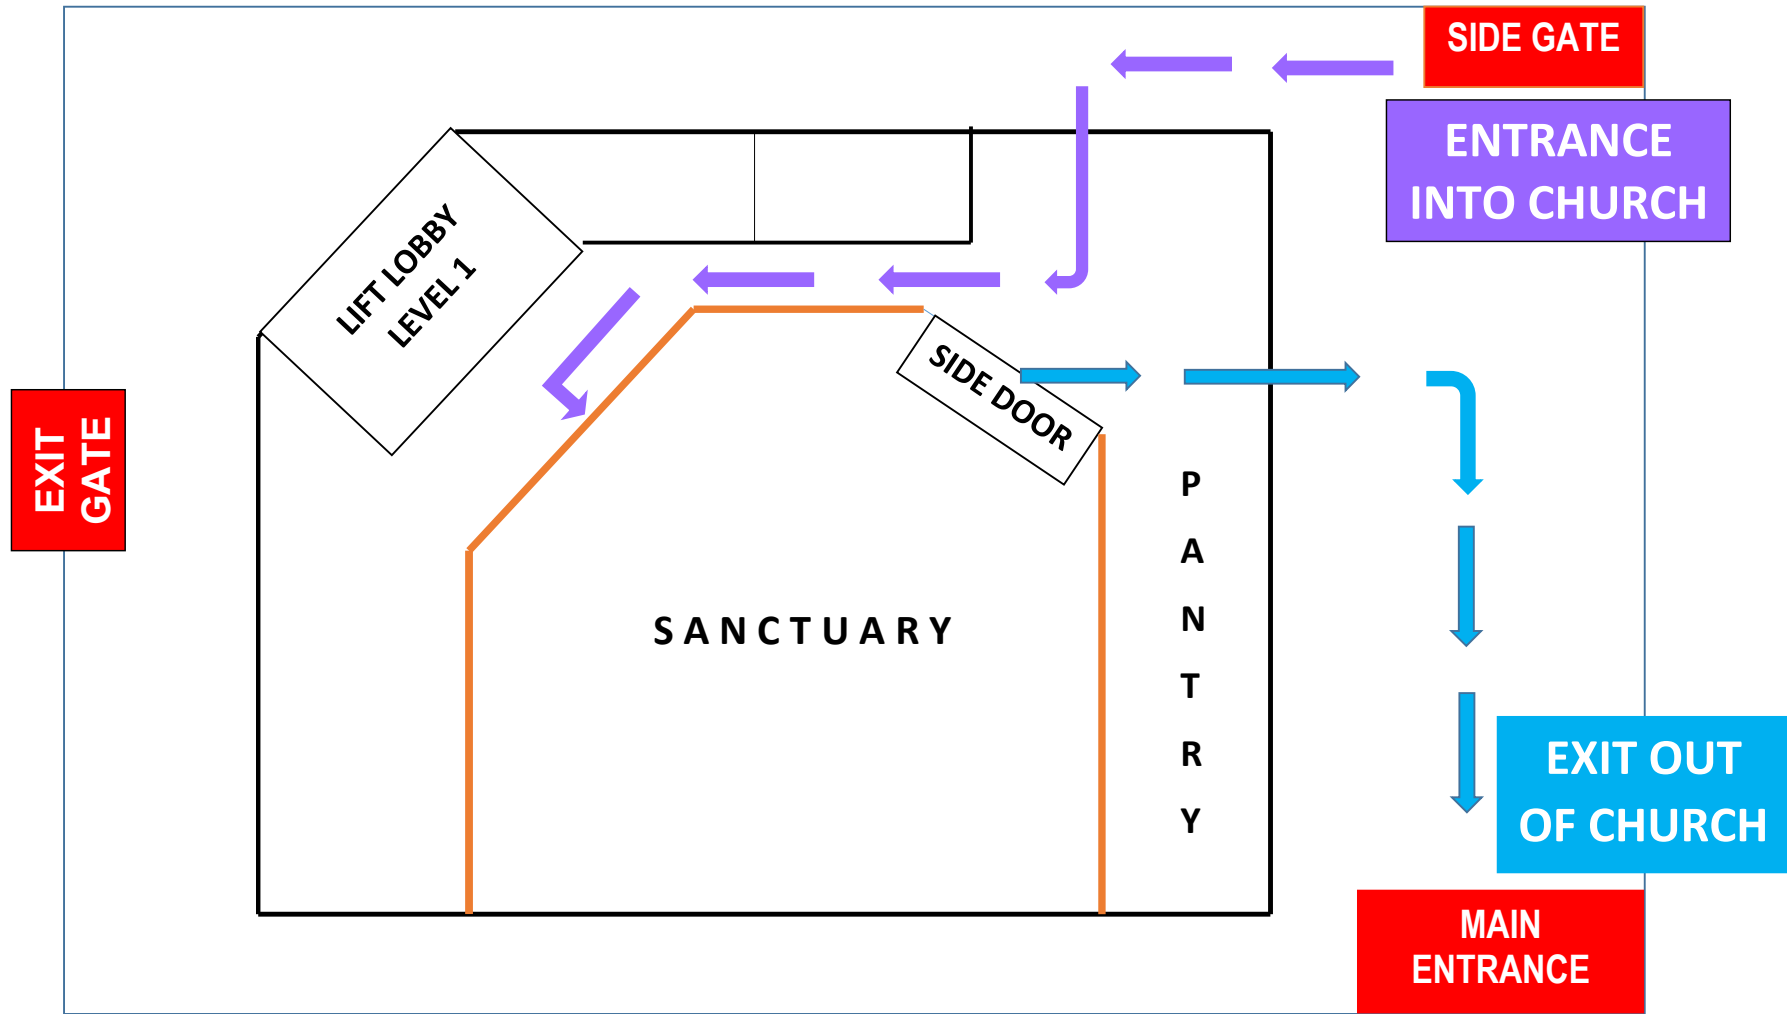 SIDE GATE
ENTRANCE
INTO CHURCH
LIFT LOBBY
LEVEL 1
SIDE DOOR
EXIT
GATE
P
A
N
T
R
Y
S A N C T U A R Y
EXIT OUT
OF CHURCH
MAIN
ENTRANCE